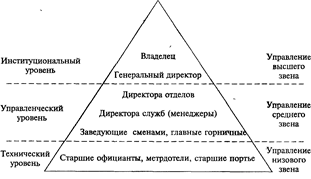 Владелец
Институциональный
уровень
Генеральный директор
Управление
высшего
звена
Директора отделов
Управленческий
уровень
Директора служб (менеджеры)
Управление
среднего
звена
Заведующие сменами, главные горничные
Технический
уровень
Старшие официанты, метрдотели, старшие портье
Управление
низового
звена